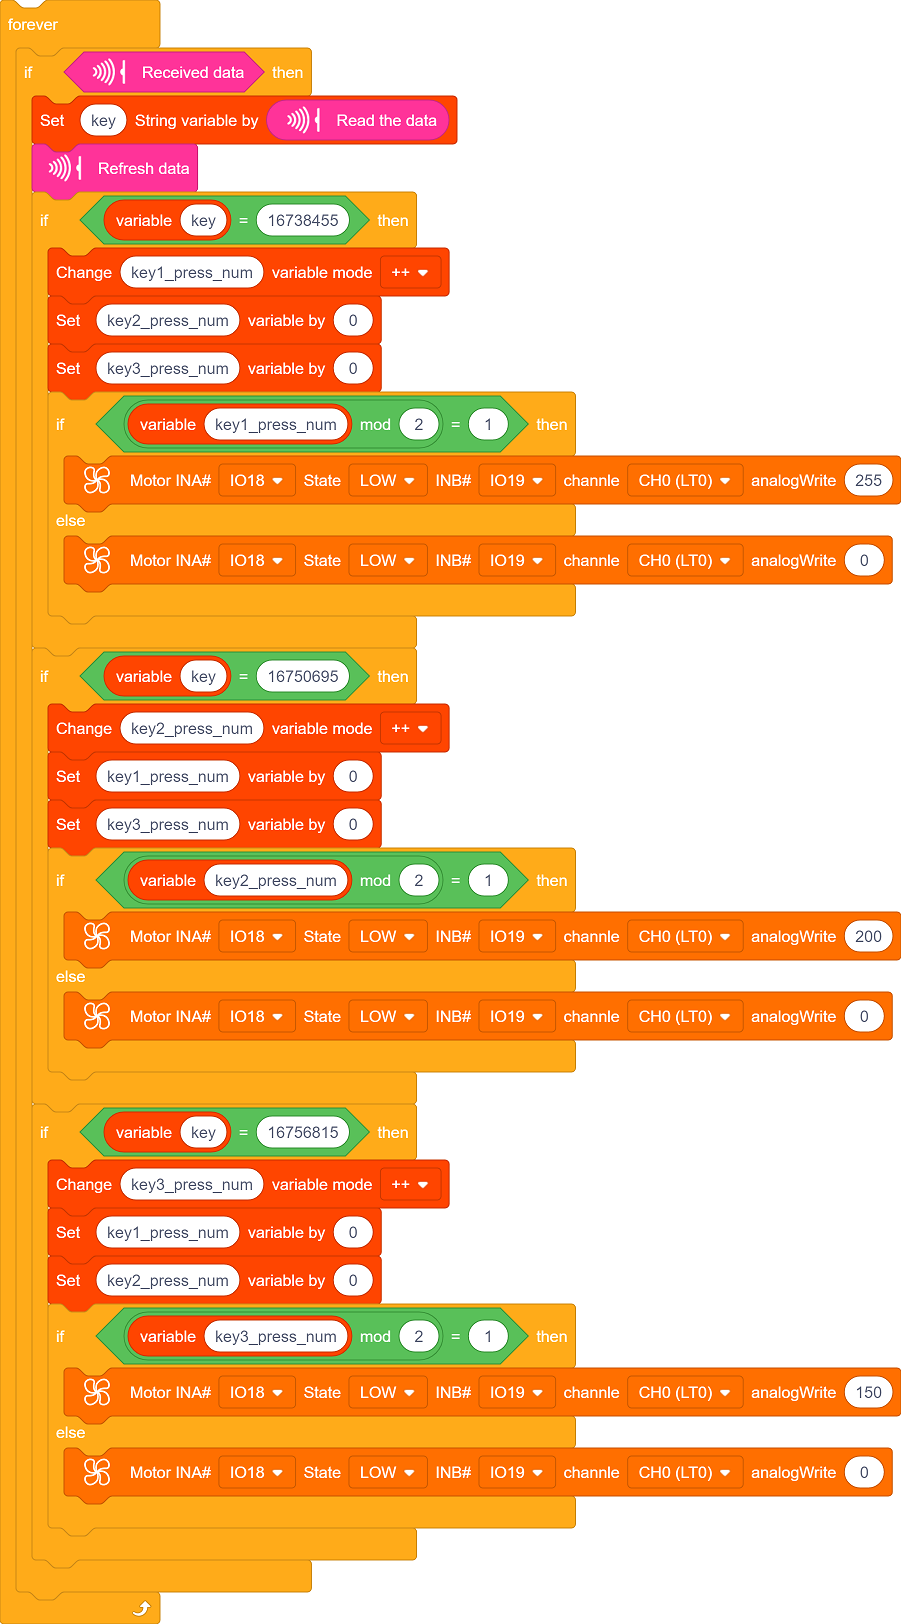 forever
if Received data then
Set key String variable by Read the data
Refresh data
if variable key = 16738455 then
Change key1_press_num variable mode ++
Set key2_press_num variable by 0
Set key3_press_num variable by 0
if variable key1_press_num mod 2 = 1 then
Motor INA# IO18 State LOW INB# IO19 channle CH0 (LT0) analogWrite 255
else
Motor INA# IO18 State LOW INB# IO19 channle CH0 (LT0) analogWrite 0
if variable key = 16750695 then
Change key2_press_num variable mode ++
Set key1_press_num variable by 0
Set key3_press_num variable by 0
if variable key2_press_num mod 2 = 1 then
Motor INA# IO18 State LOW INB# IO19 channle CH0 (LT0) analogWrite 200
else
Motor INA# IO18 State LOW INB# IO19 channle CH0 (LT0) analogWrite 0
if variable key = 16756815 then
Change key3_press_num variable mode ++
Set key1_press_num variable by 0
Set key2_press_num variable by 0
if variable key3_press_num mod 2 = 1 then
Motor INA# IO18 State LOW INB# IO19 channle CH0 (LT0) analogWrite 150
else
Motor INA# IO18 State LOW INB# IO19 channle CH0 (LT0) analogWrite 0